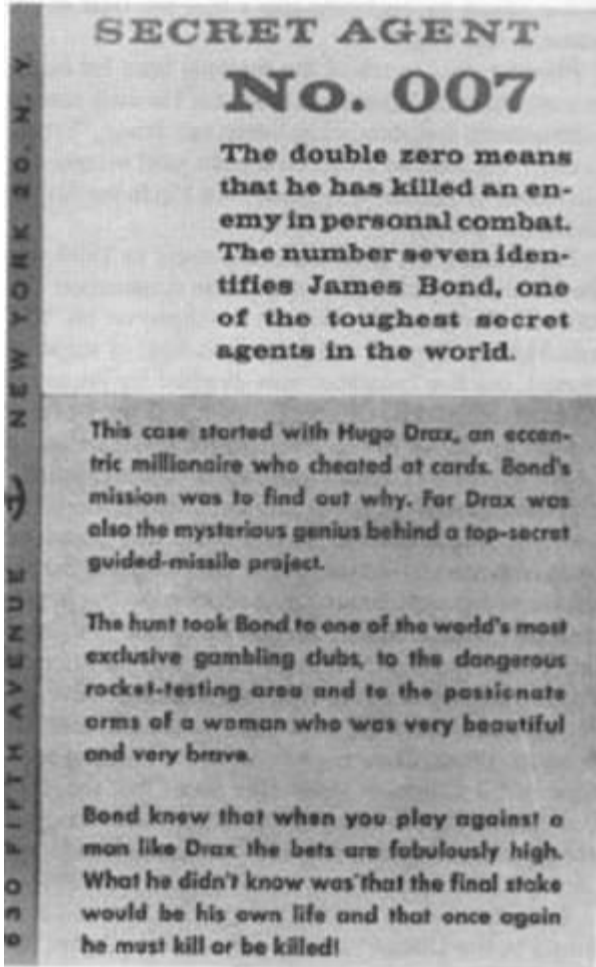 SECRET AGENT
No. 007
The double zero means
that he has killed an en-
emy in personal combat.
The number seven iden-
tifies James Bond, one
of the toughest secret
agents in the world.
This case started with Hugo Drax, an eccen-
tric millionaire who cheated at cards. Bond's
mission was to find out why. For Drax was
also the mysterious genius behind a top-secret
guided-missile project.
The hunt took Bond to one of the world's most
exclusive gambling clubs, to the dangerous
rocket-testing area and to the passionate
arms of a woman who was very beautiful
and very brave.
Bond knew that when you play against a
man like Drax the bets are fabulously high.
What he didn't know was that the final stake
would be his own life and that once again
he must kill or be killed!
630 FIFTH AVENUE NEW YORK 20, N. Y.